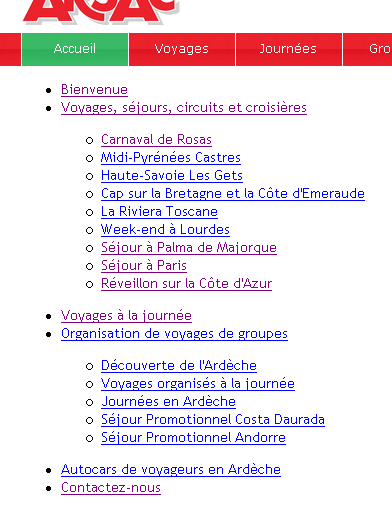 Accueil Voyages Journées Gro
Bienvenue
Voyages, séjours, circuits et croisières
Carnaval de Rosas
Midi-Pyrénées Castres
Haute-Savoie Les Gets
Cap sur la Bretagne et la Côte d'Emeraude
La Riviera Toscane
Week-end à Lourdes
Séjour à Palma de Majorque
Séjour à Paris
Réveillon sur la Côte d'Azur
Voyages à la journée
Organisation de voyages de groupes
Découverte de l'Ardèche
Voyages organisés à la journée
Journées en Ardèche
Séjour Promotionnel Costa Daurada
Séjour Promotionnel Andorre
Autocars de voyageurs en Ardèche
Contactez-nous